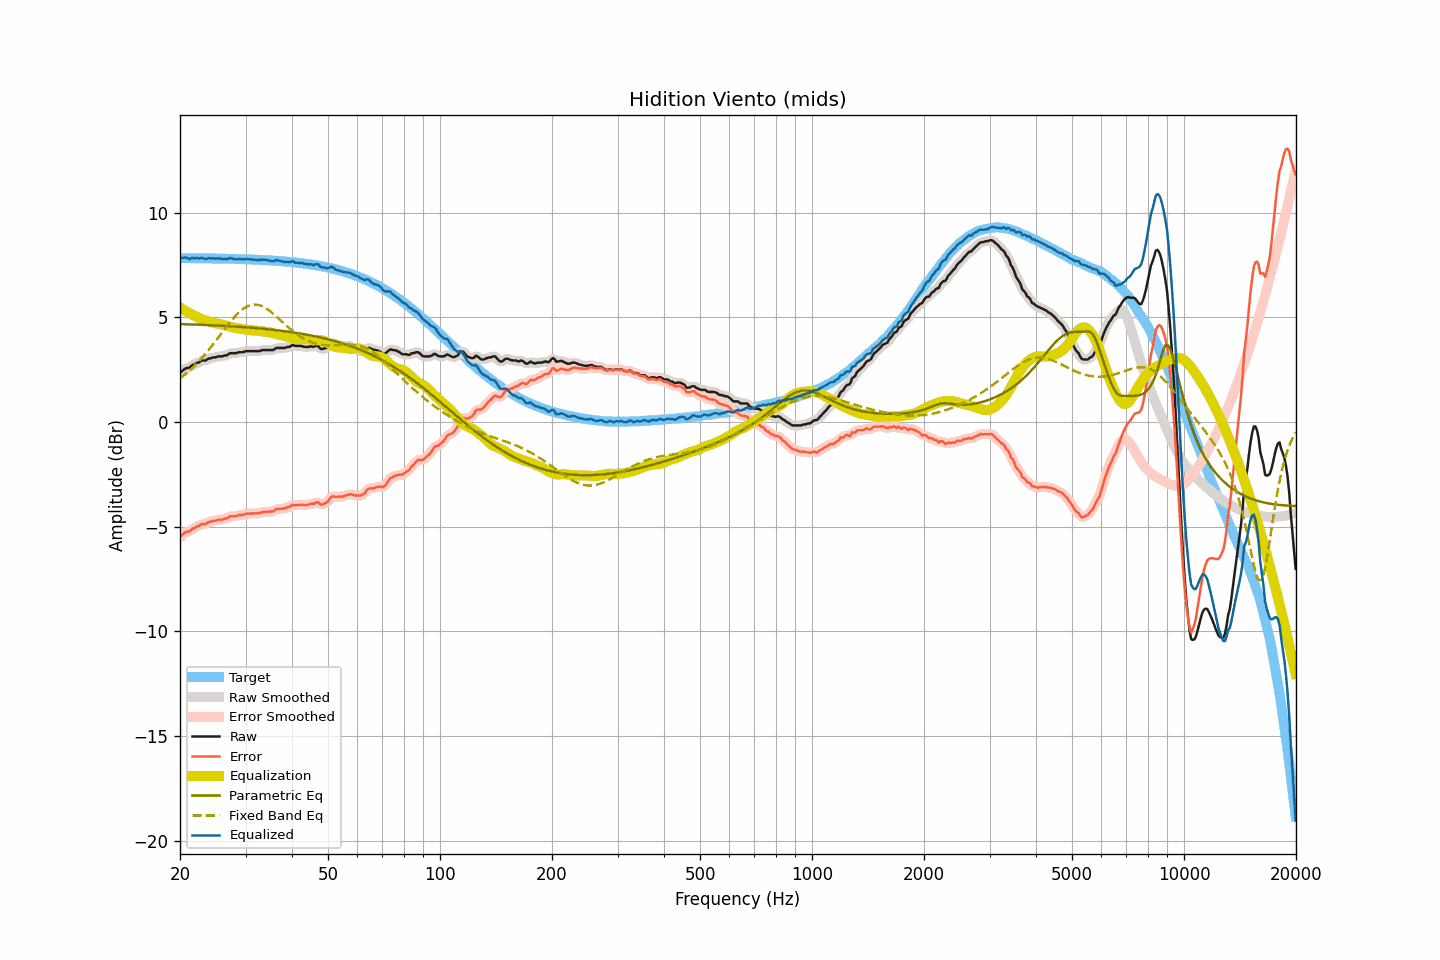 Hidition Viento (mids)
10
5
0
−5
−10
−15
−20
Amplitude (dBr)
Target
Raw Smoothed
Error Smoothed
Raw
Error
Equalization
Parametric Eq
Fixed Band Eq
Equalized
20 50 100 200 500 1000 2000 5000 10000 20000
Frequency (Hz)